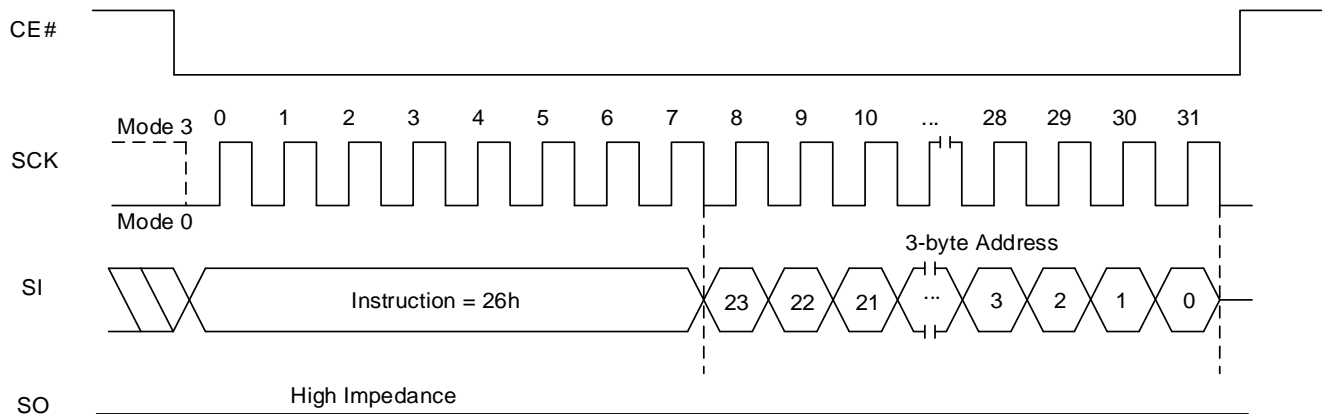 CE#
0 1 2 3 4 5 6 7 8 9 10 ... 28 29 30 31
Mode 3
SCK
Mode 0
3-byte Address
SI
Instruction = 26h 23 22 21 ... 3 2 1 0
High Impedance
SO